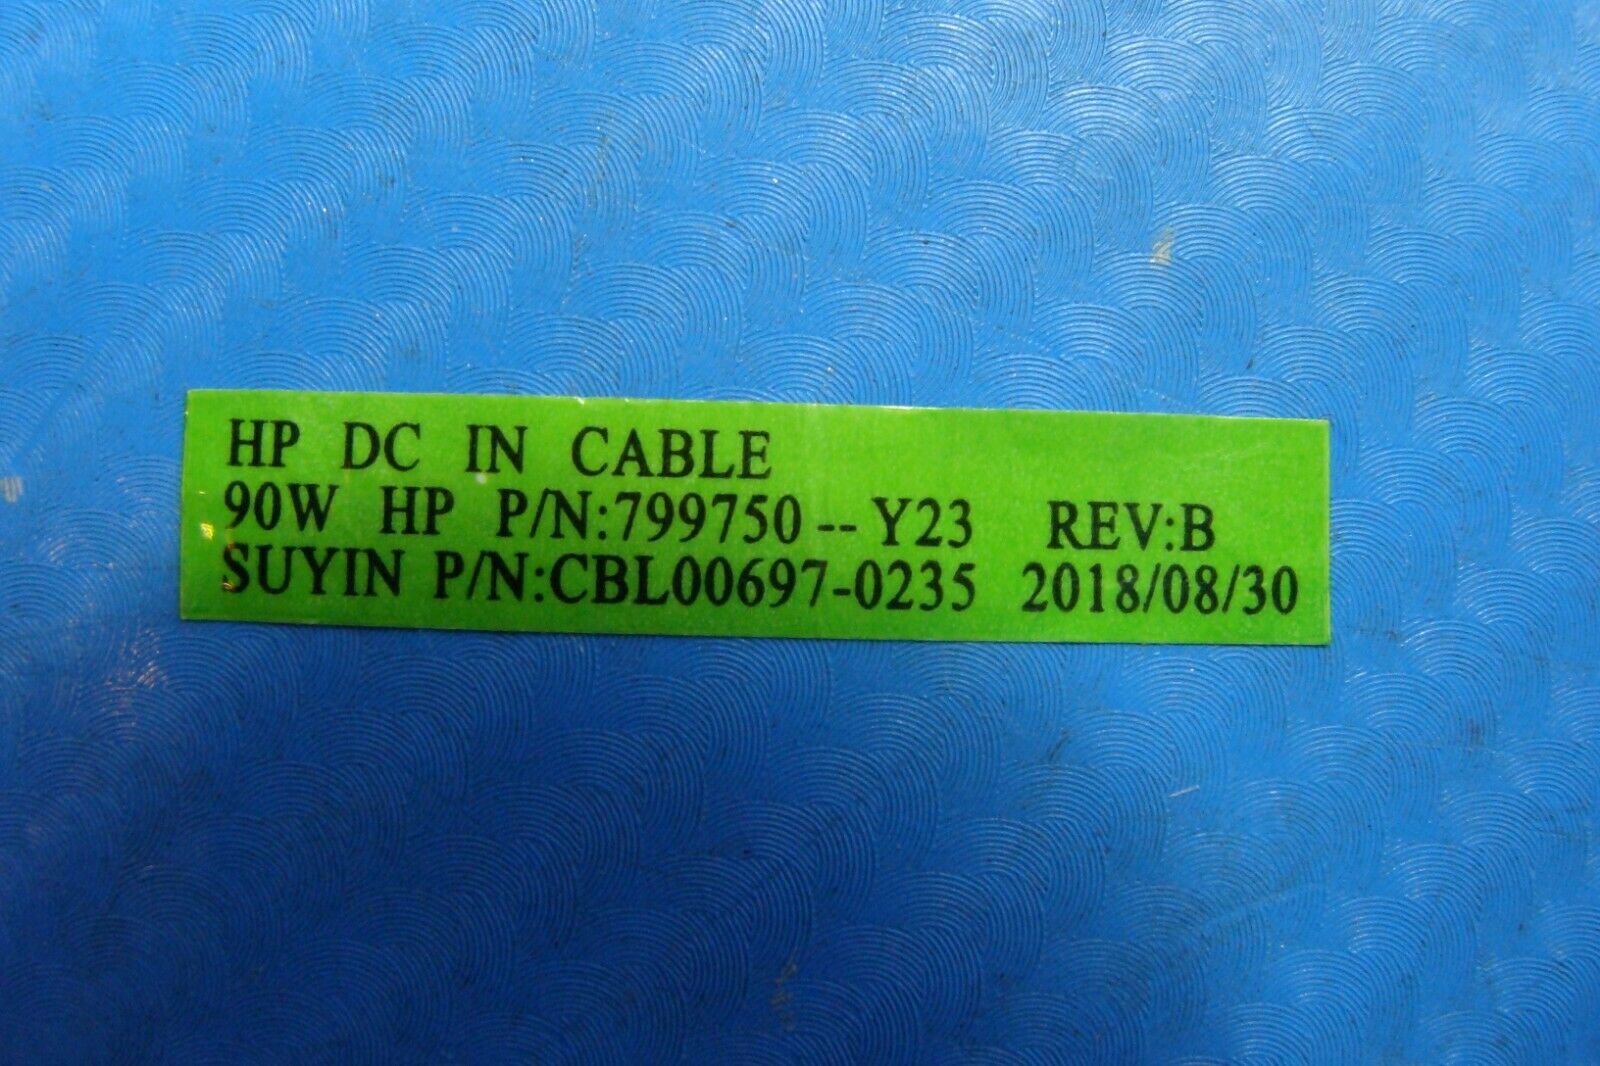 HP DC IN CABLE
90W HP P/N:799750--Y23 REV:B
SUYIN P/N:CBL00697-0235 2018/08/30